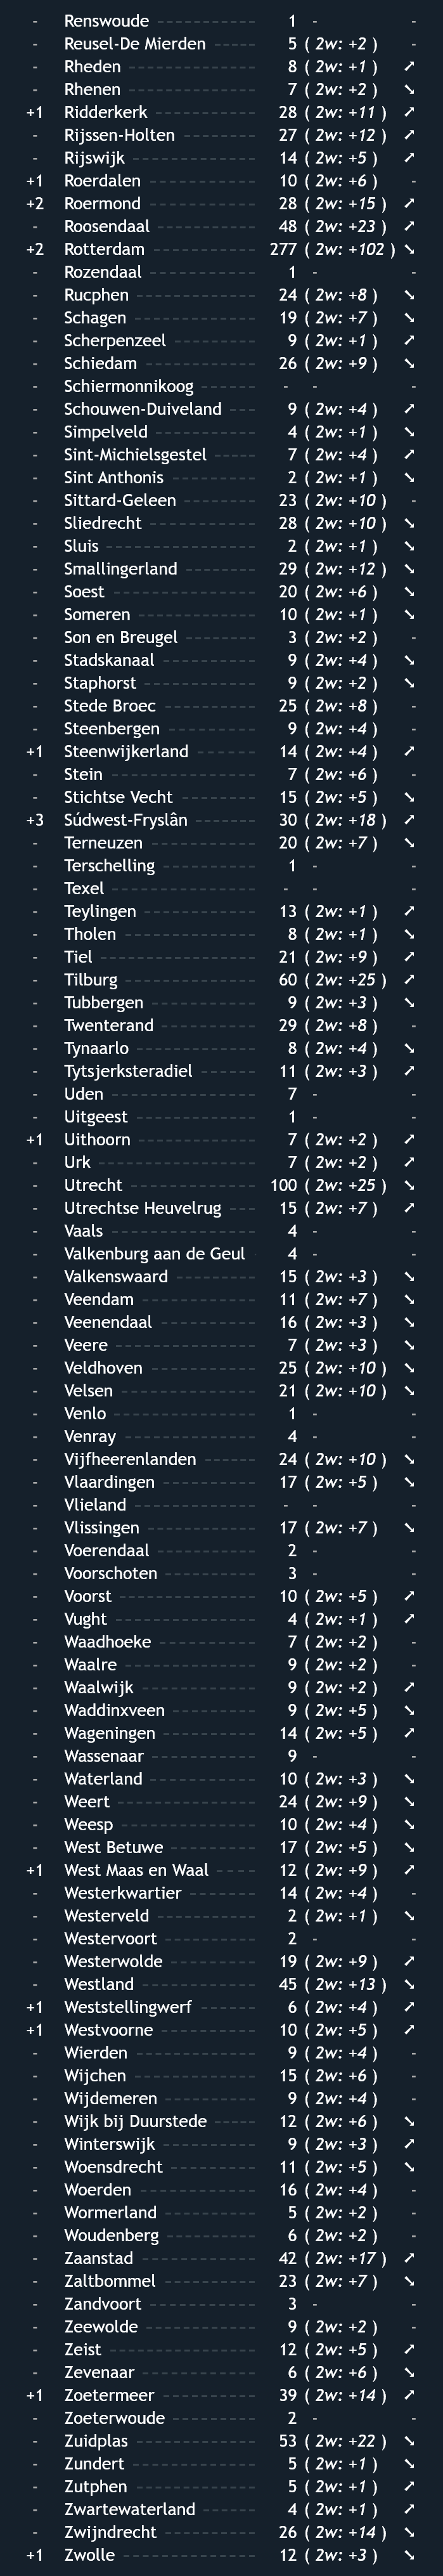 - Renswoude 1 - -
- Reusel-De Mierden 5 ( 2w: +2 ) -
- Rheden 8 ( 2w: +1 ) ➚
- Rhenen 7 ( 2w: +2 ) ➘
+1 Ridderkerk 28 ( 2w: +11 ) ➚
- Rijssen-Holten 27 ( 2w: +12 ) ➚
- Rijswijk 14 ( 2w: +5 ) ➚
+1 Roerdalen 10 ( 2w: +6 ) -
+2 Roermond 28 ( 2w: +15 ) ➚
- Roosendaal 48 ( 2w: +23 ) ➚
+2 Rotterdam 277 ( 2w: +102 ) ➘
- Rozendaal 1 - -
- Rucphen 24 ( 2w: +8 ) ➘
- Schagen 19 ( 2w: +7 ) ➘
- Scherpenzeel 9 ( 2w: +1 ) ➚
- Schiedam 26 ( 2w: +9 ) ➘
- Schiermonnikoog - - -
- Schouwen-Duiveland 9 ( 2w: +4 ) ➚
- Simpelveld 4 ( 2w: +1 ) ➘
- Sint-Michielsgestel 7 ( 2w: +4 ) ➚
- Sint Anthonis 2 ( 2w: +1 ) ➘
- Sittard-Geleen 23 ( 2w: +10 ) -
- Sliedrecht 28 ( 2w: +10 ) ➘
- Sluis 2 ( 2w: +1 ) ➘
- Smallingerland 29 ( 2w: +12 ) ➘
- Soest 20 ( 2w: +6 ) ➘
- Someren 10 ( 2w: +1 ) ➘
- Son en Breugel 3 ( 2w: +2 ) -
- Stadskanaal 9 ( 2w: +4 ) ➘
- Staphorst 9 ( 2w: +2 ) ➘
- Stede Broec 25 ( 2w: +8 ) -
- Steenbergen 9 ( 2w: +4 ) -
+1 Steenwijkerland 14 ( 2w: +4 ) ➚
- Stein 7 ( 2w: +6 ) -
- Stichtse Vecht 15 ( 2w: +5 ) ➘
+3 Súdwest-Fryslân 30 ( 2w: +18 ) ➚
- Terneuzen 20 ( 2w: +7 ) ➘
- Terschelling 1 - -
- Texel - - -
- Teylingen 13 ( 2w: +1 ) ➚
- Tholen 8 ( 2w: +1 ) ➘
- Tiel 21 ( 2w: +9 ) ➚
- Tilburg 60 ( 2w: +25 ) ➚
- Tubbergen 9 ( 2w: +3 ) ➘
- Twenterand 29 ( 2w: +8 ) -
- Tynaarlo 8 ( 2w: +4 ) ➘
- Tytsjerksteradiel 11 ( 2w: +3 ) ➚
- Uden 7 - -
- Uitgeest 1 - -
+1 Uithoorn 7 ( 2w: +2 ) ➚
- Urk 7 ( 2w: +2 ) ➚
- Utrecht 100 ( 2w: +25 ) ➘
- Utrechtse Heuvelrug 15 ( 2w: +7 ) ➚
- Vaals 4 - -
- Valkenburg aan de Geul 4 - -
- Valkenswaard 15 ( 2w: +3 ) ➘
- Veendam 11 ( 2w: +7 ) ➘
- Veenendaal 16 ( 2w: +3 ) ➘
- Veere 7 ( 2w: +3 ) ➘
- Veldhoven 25 ( 2w: +10 ) ➘
- Velsen 21 ( 2w: +10 ) ➘
- Venlo 1 - -
- Venray 4 - -
- Vijfheerenlanden 24 ( 2w: +10 ) ➘
- Vlaardingen 17 ( 2w: +5 ) ➘
- Vlieland - - -
- Vlissingen 17 ( 2w: +7 ) ➘
- Voerendaal 2 - -
- Voorschoten 3 - -
- Voorst 10 ( 2w: +5 ) ➚
- Vught 4 ( 2w: +1 ) ➚
- Waadhoeke 7 ( 2w: +2 ) -
- Waalre 9 ( 2w: +2 ) -
- Waalwijk 9 ( 2w: +2 ) ➚
- Waddinxveen 9 ( 2w: +5 ) ➘
- Wageningen 14 ( 2w: +5 ) ➚
- Wassenaar 9 - -
- Waterland 10 ( 2w: +3 ) ➘
- Weert 24 ( 2w: +9 ) ➘
- Weesp 10 ( 2w: +4 ) ➘
- West Betuwe 17 ( 2w: +5 ) ➘
+1 West Maas en Waal 12 ( 2w: +9 ) ➚
- Westerkwartier 14 ( 2w: +4 ) -
- Westerveld 2 ( 2w: +1 ) ➘
- Westervoort 2 - -
- Westerwolde 19 ( 2w: +9 ) ➚
- Westland 45 ( 2w: +13 ) ➘
+1 Weststellingwerf 6 ( 2w: +4 ) ➚
+1 Westvoorne 10 ( 2w: +5 ) ➚
- Wierden 9 ( 2w: +4 ) -
- Wijchen 15 ( 2w: +6 ) -
- Wijdemeren 9 ( 2w: +4 ) -
- Wijk bij Duurstede 12 ( 2w: +6 ) ➘
- Winterswijk 9 ( 2w: +3 ) ➚
- Woensdrecht 11 ( 2w: +5 ) ➘
- Woerden 16 ( 2w: +4 ) -
- Wormerland 5 ( 2w: +2 ) -
- Woudenberg 6 ( 2w: +2 ) -
- Zaanstad 42 ( 2w: +17 ) ➚
- Zaltbommel 23 ( 2w: +7 ) ➘
- Zandvoort 3 - -
- Zeewolde 9 ( 2w: +2 ) -
- Zeist 12 ( 2w: +5 ) ➚
- Zevenaar 6 ( 2w: +6 ) ➘
+1 Zoetermeer 39 ( 2w: +14 ) ➚
- Zoeterwoude 2 - -
- Zuidplas 53 ( 2w: +22 ) ➘
- Zundert 5 ( 2w: +1 ) ➘
- Zutphen 5 ( 2w: +1 ) ➚
- Zwartewaterland 4 ( 2w: +1 ) ➚
- Zwijndrecht 26 ( 2w: +14 ) ➘
+1 Zwolle 12 ( 2w: +3 ) ➘